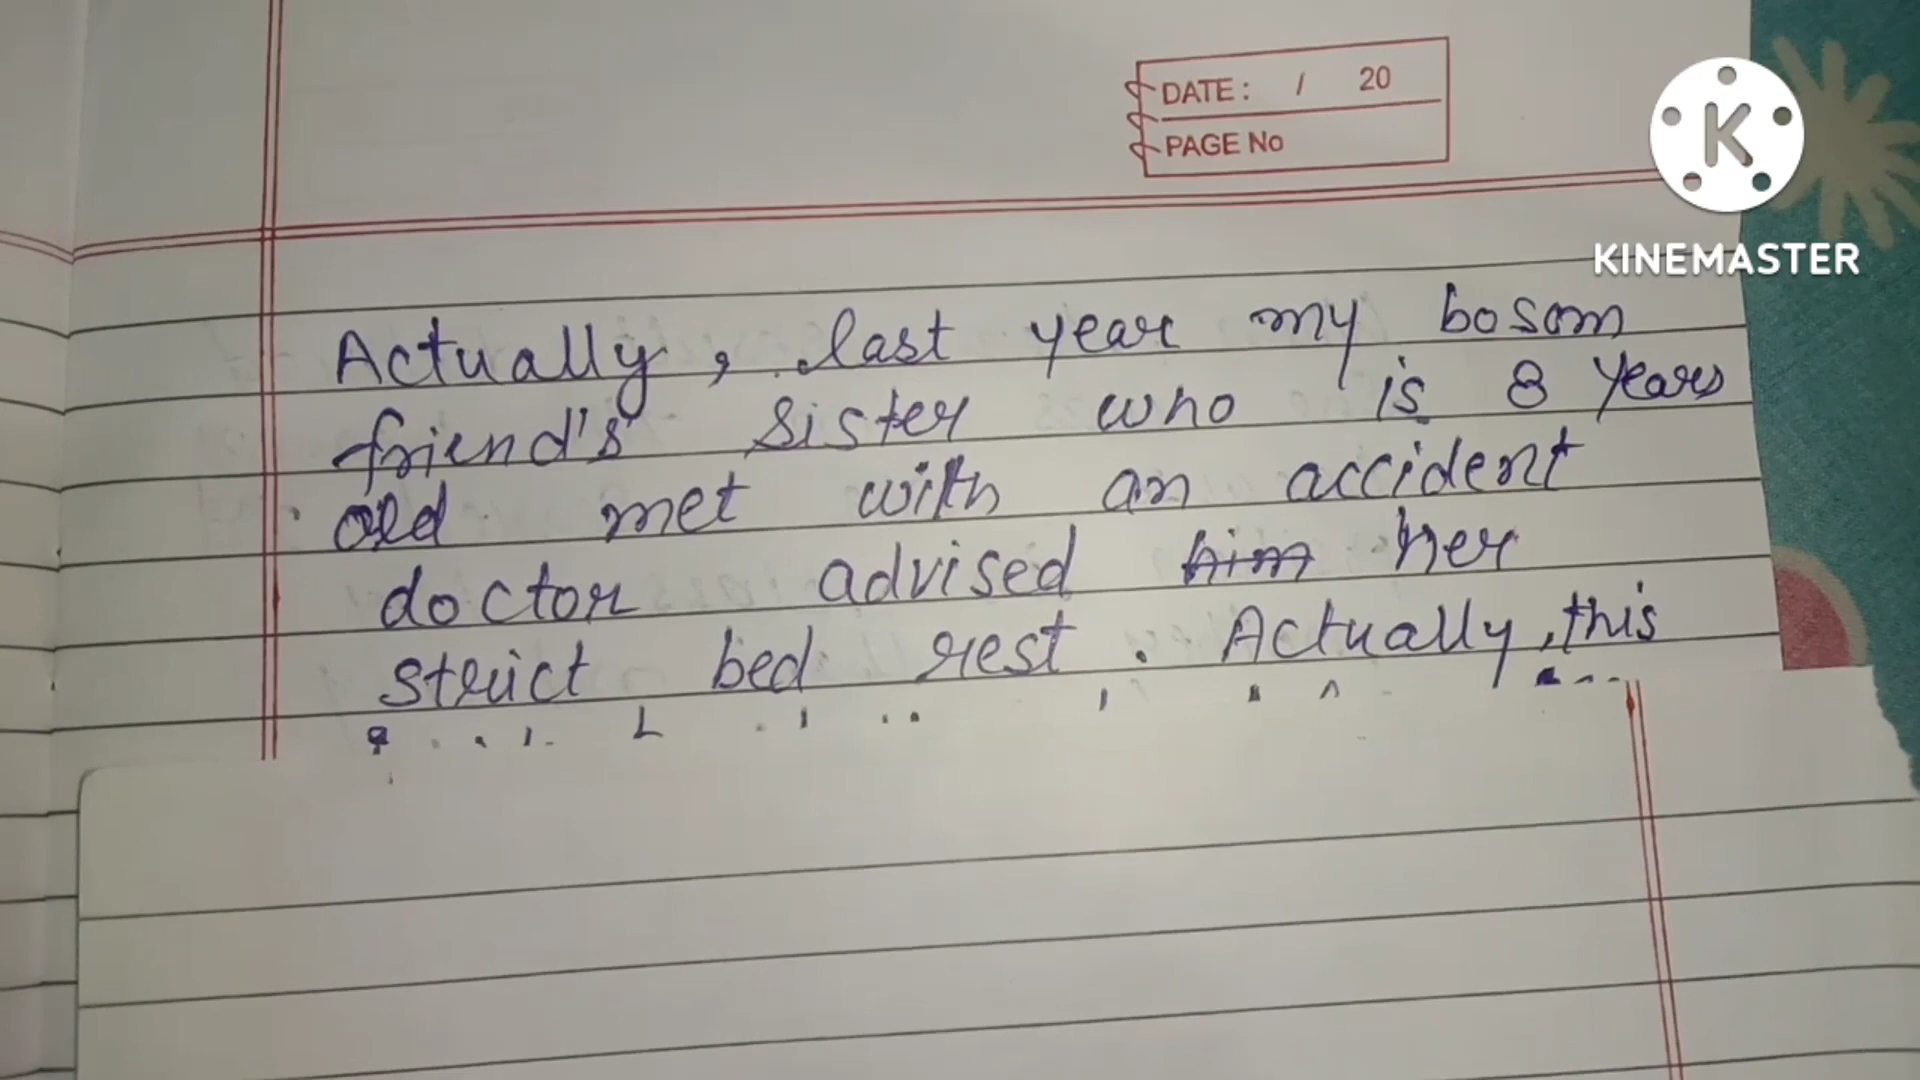 DATE: / 20
PAGE No
K
KINEMASTER
Actually, last year my bosom
friend's sister who is 8 years
old met with an accident
doctor advised him her
strict bed rest. Actually, this